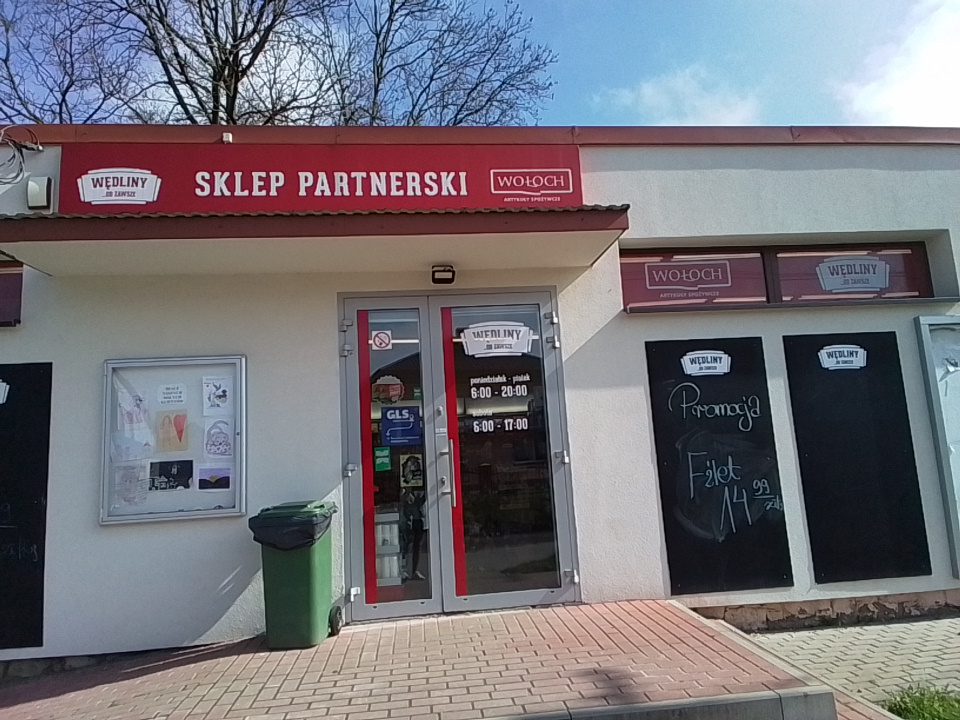 WĘDLINY
..OD ZAWSZE
SKLEP PARTNERSKI
WOŁOCH
ARTYKUŁY SPOŻYWCZE
WOŁOCH
ARTYKUŁY SPOŻYWCZE
WĘDLINY
..OD ZAWSZE
WĘDLINY
..OD ZAWSZE
poniedziałek - piątek
6:00 - 20:00
sobota
6:00 - 17:00
GLS
WĘDLINY
..OD ZAWSZE
Promocja
Filet
14 99
WĘDLINY
..OD ZAWSZE